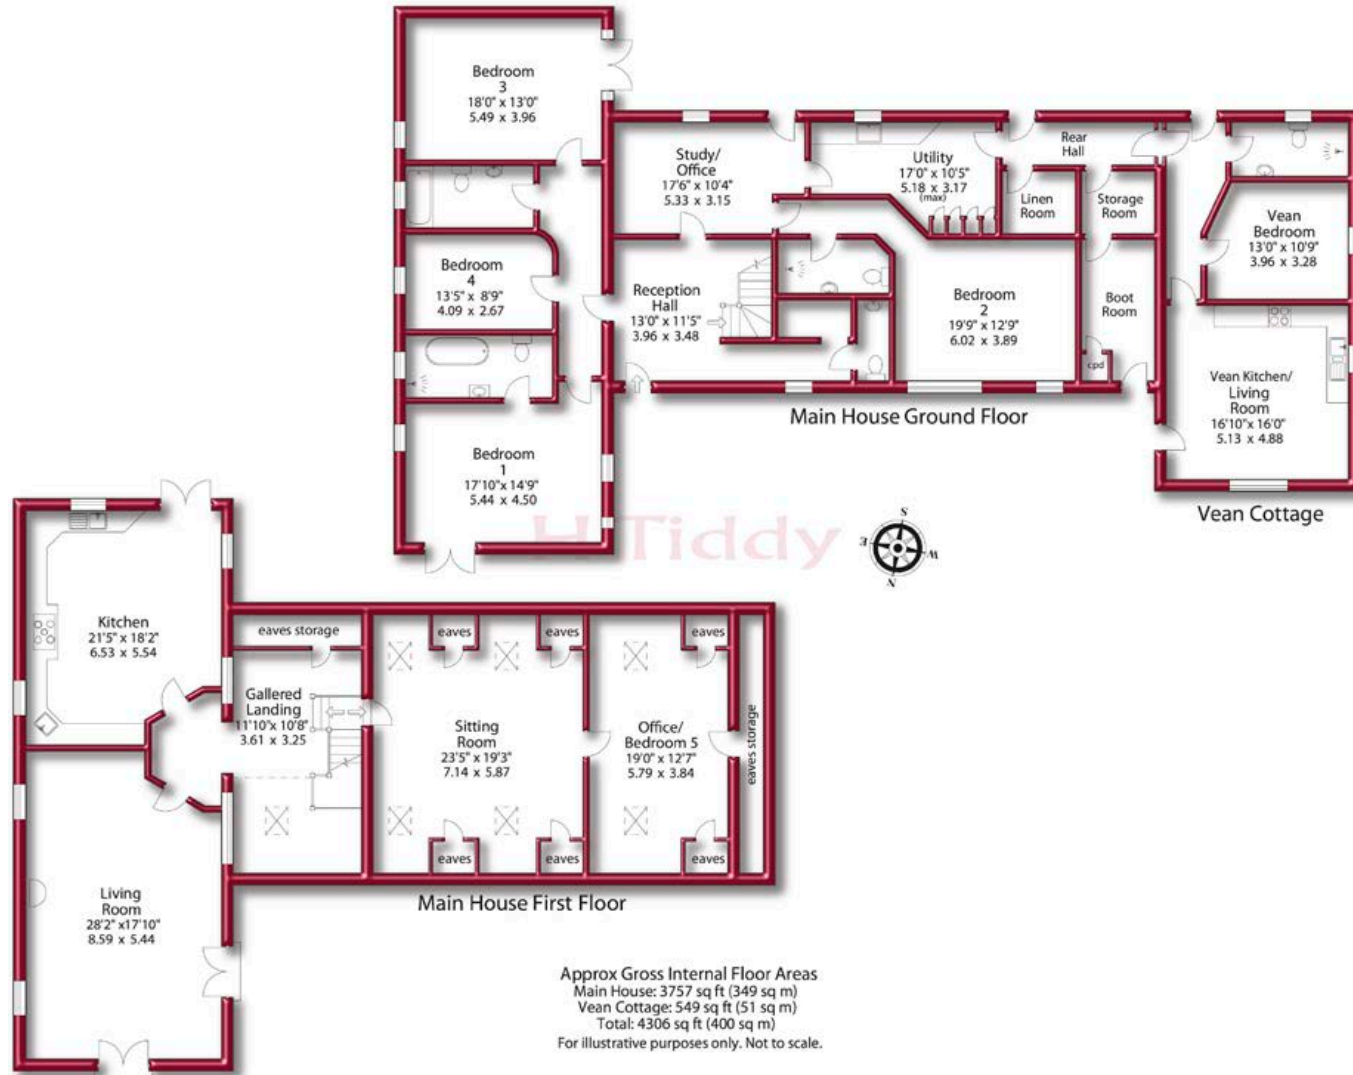 Bedroom
3
18'0" x 13'0"
5.49 x 3.96
Study/
Office
17'6" x 10'4"
5.33 x 3.15
Utility
17'0" x 10'5"
5.18 x 3.17
(max)
Rear
Hall
Linen
Room
Storage
Room
Vean
Bedroom
13'0" x 10'9"
3.96 x 3.28
Bedroom
4
13'5" x 8'9"
4.09 x 2.67
Reception
Hall
13'0" x 11'5"
3.96 x 3.48
Bedroom
2
19'9" x 12'9"
6.02 x 3.89
Boot
Room
cpd
Vean Kitchen/
Living
Room
16'10"x 16'0"
5.13 x 4.88
Main House Ground Floor
Bedroom
1
17'10"x 14'9"
5.44 x 4.50
Vean Cottage
H Tiddy
S
E
W
N
Kitchen
21'5" x 18'2"
6.53 x 5.54
eaves storage
eaves
eaves
eaves
Gallered
Landing
11'10"x 10'8"
3.61 x 3.25
Sitting
Room
23'5" x 19'3"
7.14 x 5.87
Office/
Bedroom 5
19'0" x 12'7"
5.79 x 3.84
eaves storage
eaves
eaves
eaves
Living
Room
28'2" x17'10"
8.59 x 5.44
Main House First Floor
Approx Gross Internal Floor Areas
Main House: 3757 sq ft (349 sq m)
Vean Cottage: 549 sq ft (51 sq m)
Total: 4306 sq ft (400 sq m)
For illustrative purposes only. Not to scale.